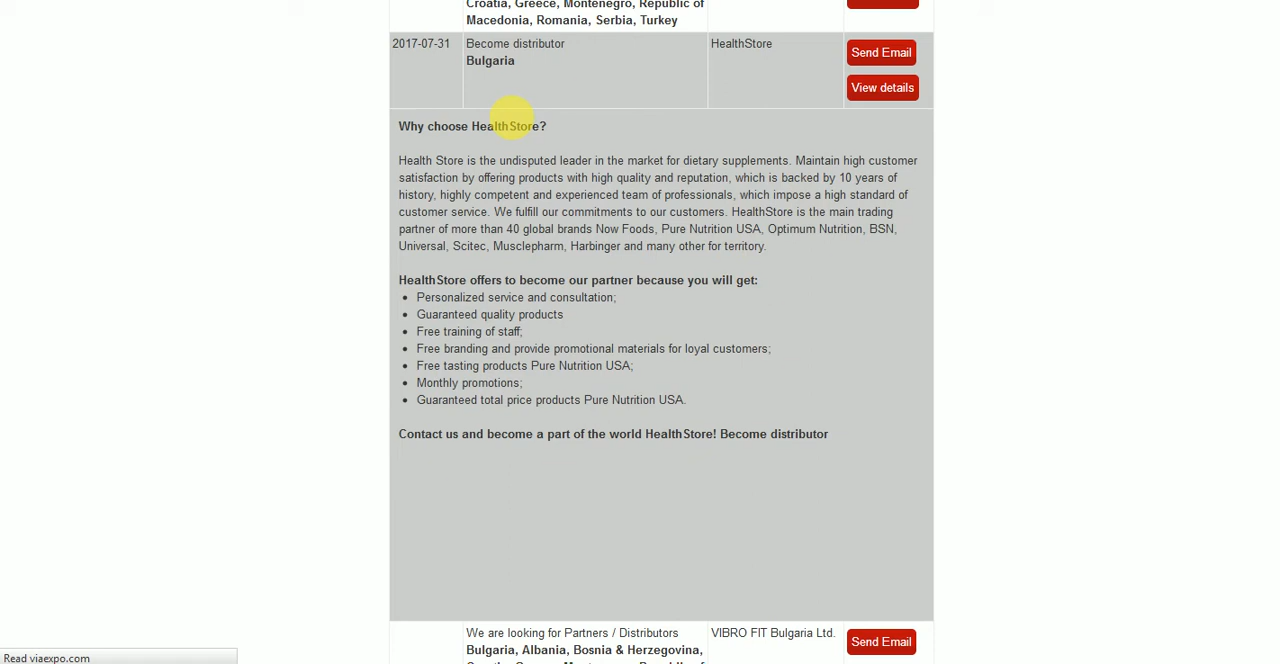 Croatia, Greece, Montenegro, Republic of
Macedonia, Romania, Serbia, Turkey
2017-07-31 Become distributor HealthStore Send Email
Bulgaria
View details
Why choose HealthStore?
Health Store is the undisputed leader in the market for dietary supplements. Maintain high customer
satisfaction by offering products with high quality and reputation, which is backed by 10 years of
history, highly competent and experienced team of professionals, which impose a high standard of
customer service. We fulfill our commitments to our customers. HealthStore is the main trading
partner of more than 40 global brands Now Foods, Pure Nutrition USA, Optimum Nutrition, BSN,
Universal, Scitec, Musclepharm, Harbinger and many other for territory.
HealthStore offers to become our partner because you will get:
• Personalized service and consultation;
• Guaranteed quality products
• Free training of staff;
• Free branding and provide promotional materials for loyal customers;
• Free tasting products Pure Nutrition USA;
• Monthly promotions;
• Guaranteed total price products Pure Nutrition USA.
Contact us and become a part of the world HealthStore! Become distributor
We are looking for Partners / Distributors VIBRO FIT Bulgaria Ltd. Send Email
Bulgaria, Albania, Bosnia & Herzegovina,
Read viaexpo.com